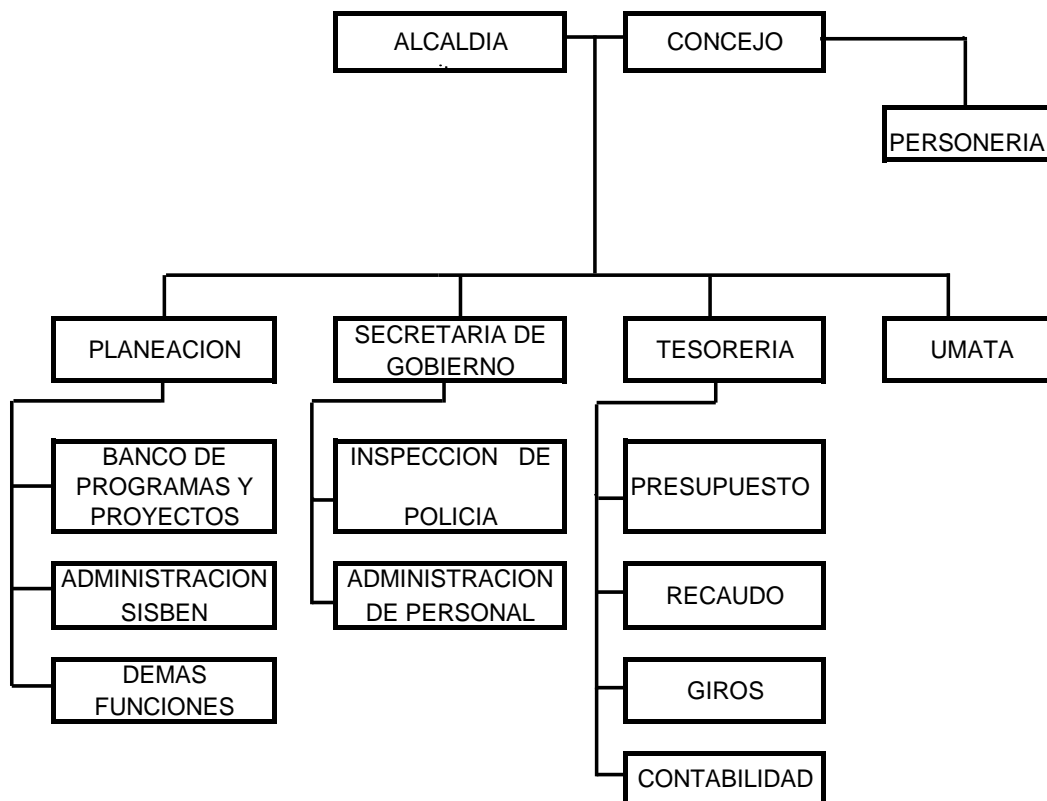 ALCALDIA
CONCEJO
PERSONERIA
PLANEACION
SECRETARIA DE
GOBIERNO
TESORERIA
UMATA
BANCO DE
PROGRAMAS Y
PROYECTOS
INSPECCION DE
POLICIA
PRESUPUESTO
ADMINISTRACION
SISBEN
ADMINISTRACION
DE PERSONAL
RECAUDO
DEMAS
FUNCIONES
GIROS
CONTABILIDAD